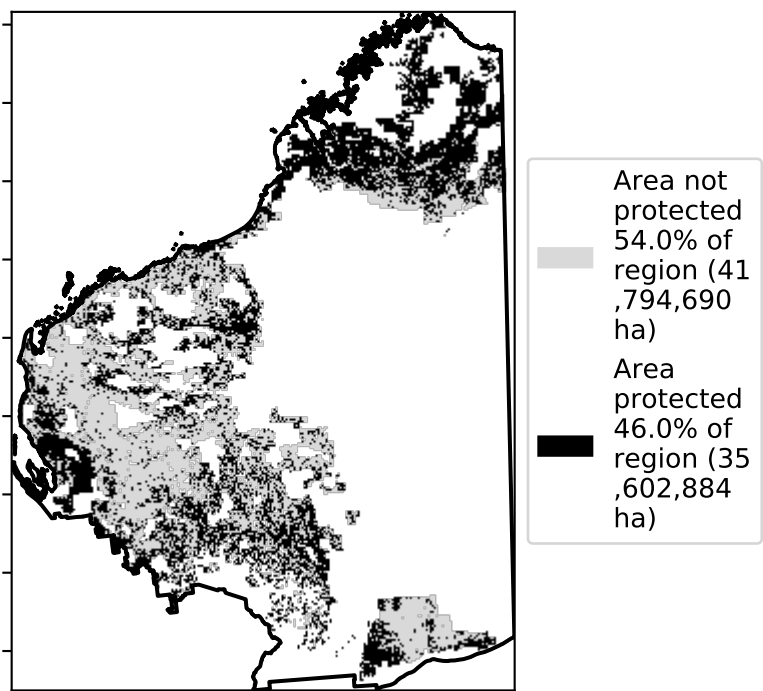 Area not
protected
54.0% of
region (41
,794,690
ha)
Area
protected
46.0% of
region (35
,602,884
ha)